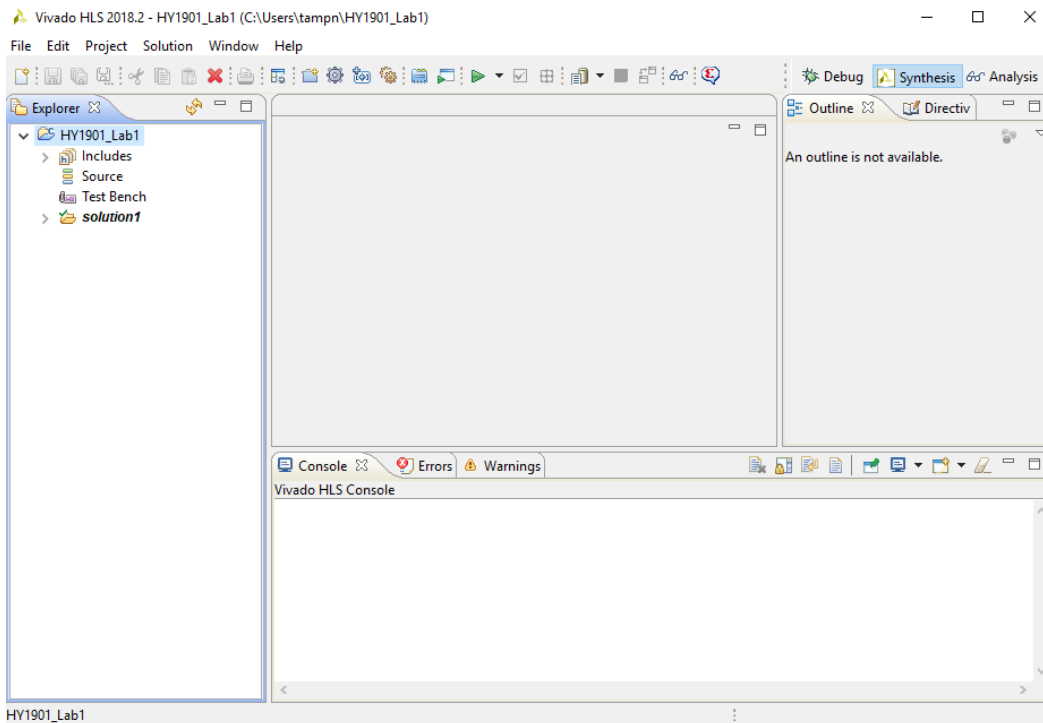 Vivado HLS 2018.2 - HY1901_Lab1 (C:\Users\tampn\HY1901_Lab1)
File Edit Project Solution Window Help
Debug Synthesis Analysis
Explorer
Outline Directiv
HY1901_Lab1
Includes
Source
Test Bench
solution1
An outline is not available.
Console Errors Warnings
Vivado HLS Console
HY1901_Lab1